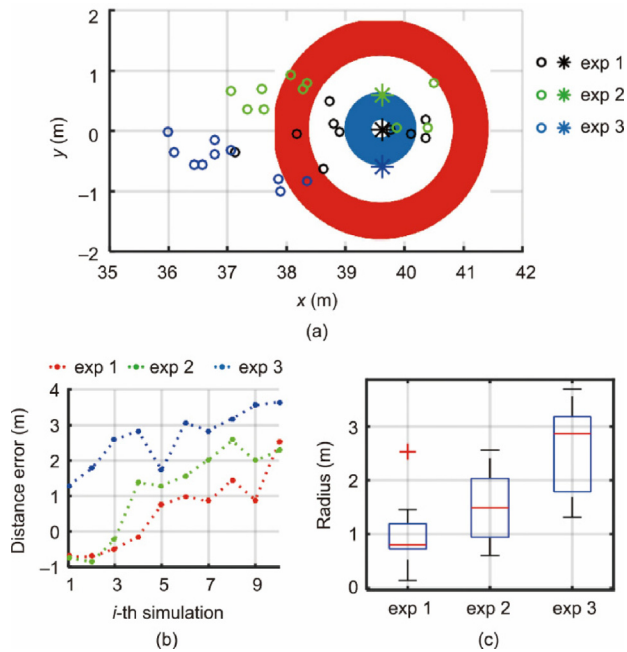 2
1
0
−1
−2
y (m)
35 36 37 38 39 40 41 42
x (m)
exp 1
exp 2
exp 3
(a)
exp 1 exp 2 exp 3
4
3
2
1
0
−1
Distance error (m)
1 3 5 7 9
i-th simulation
(b)
3
2
1
0
Radius (m)
exp 1 exp 2 exp 3
(c)